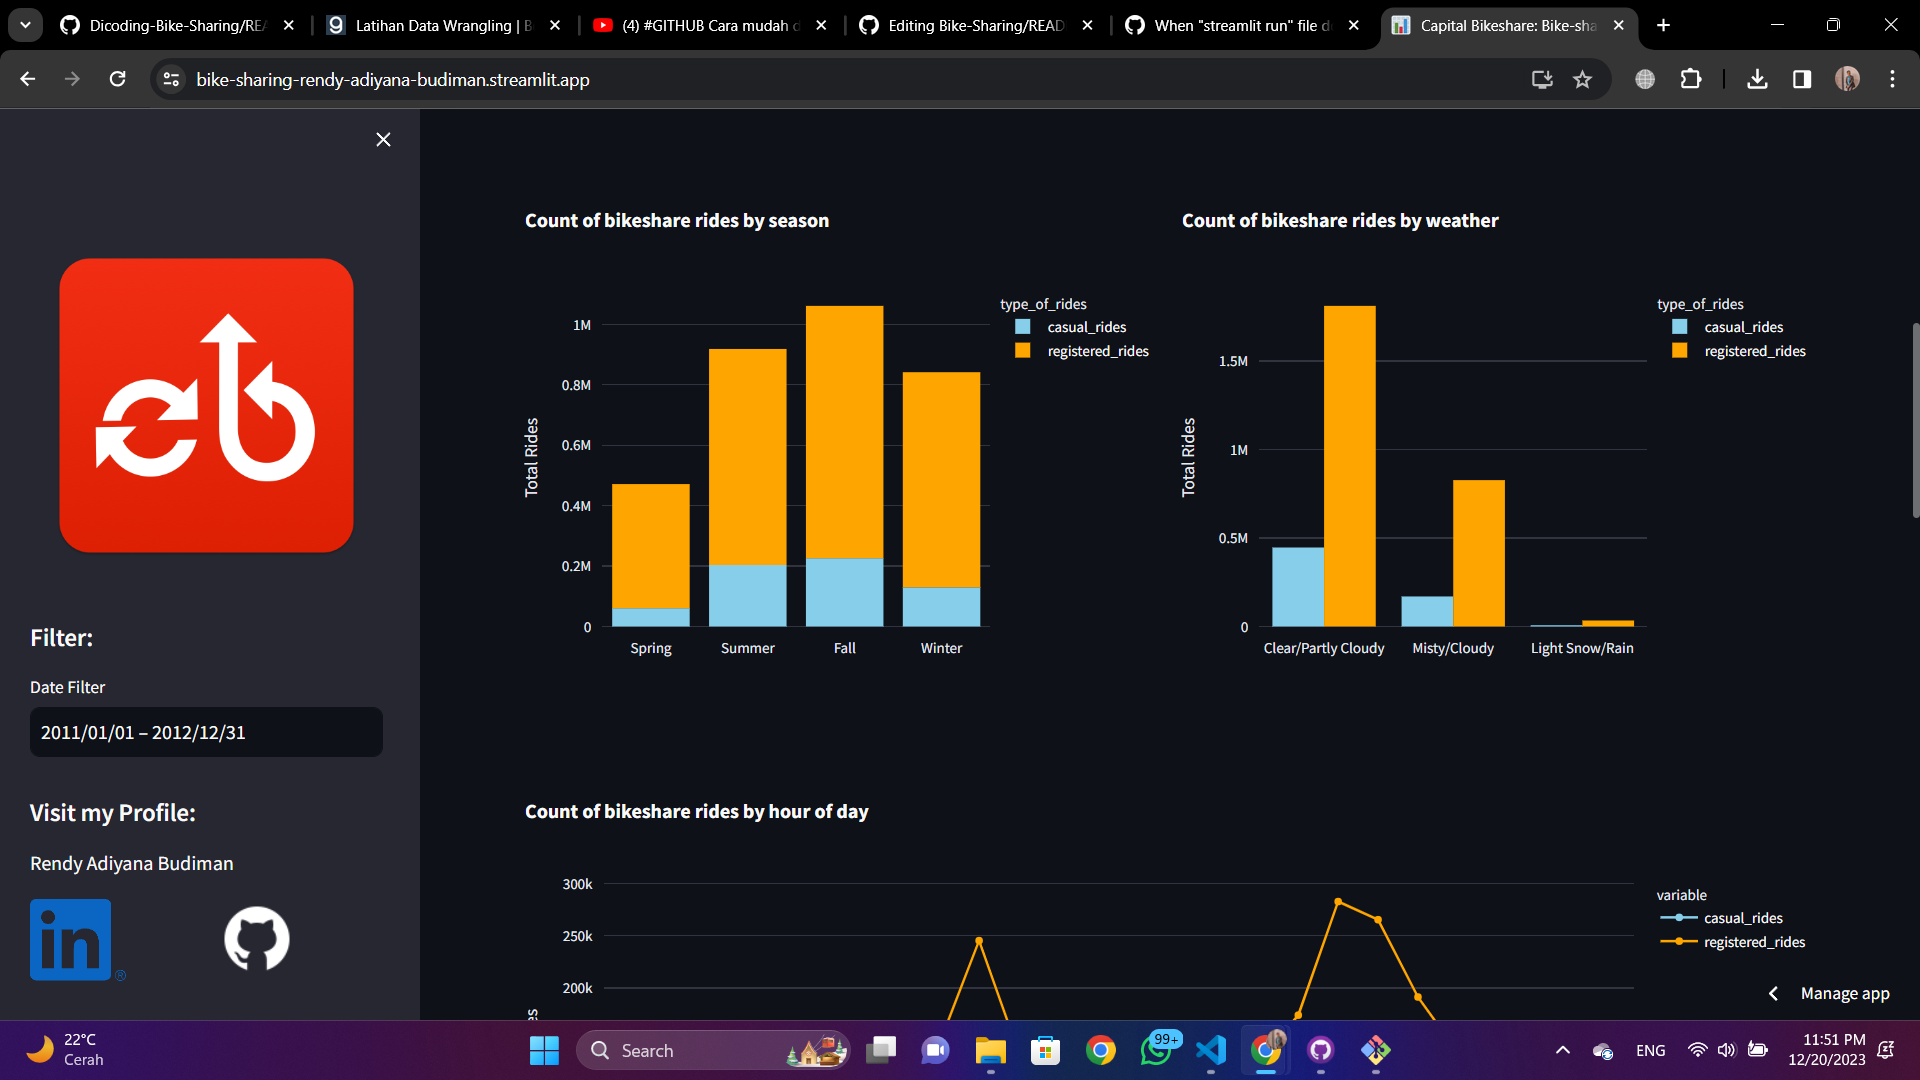 Dicoding-Bike-Sharing/REA
Latihan Data Wrangling | B
(4) #GITHUB Cara mudah d
Editing Bike-Sharing/READ
When "streamlit run" file de
Capital Bikeshare: Bike-sha
bike-sharing-rendy-adiyana-budiman.streamlit.app
Filter:
Date Filter
2011/01/01 – 2012/12/31
Visit my Profile:
Rendy Adiyana Budiman
in
®
Count of bikeshare rides by season
type_of_rides
casual_rides
registered_rides
Total Rides
1M
0.8M
0.6M
0.4M
0.2M
0
Spring Summer Fall Winter
Count of bikeshare rides by weather
type_of_rides
casual_rides
registered_rides
Total Rides
1.5M
1M
0.5M
0
Clear/Partly Cloudy Misty/Cloudy Light Snow/Rain
Count of bikeshare rides by hour of day
300k
250k
200k
es
variable
casual_rides
registered_rides
Manage app
22°C
Cerah
Search
99+
ENG
11:51 PM
12/20/2023